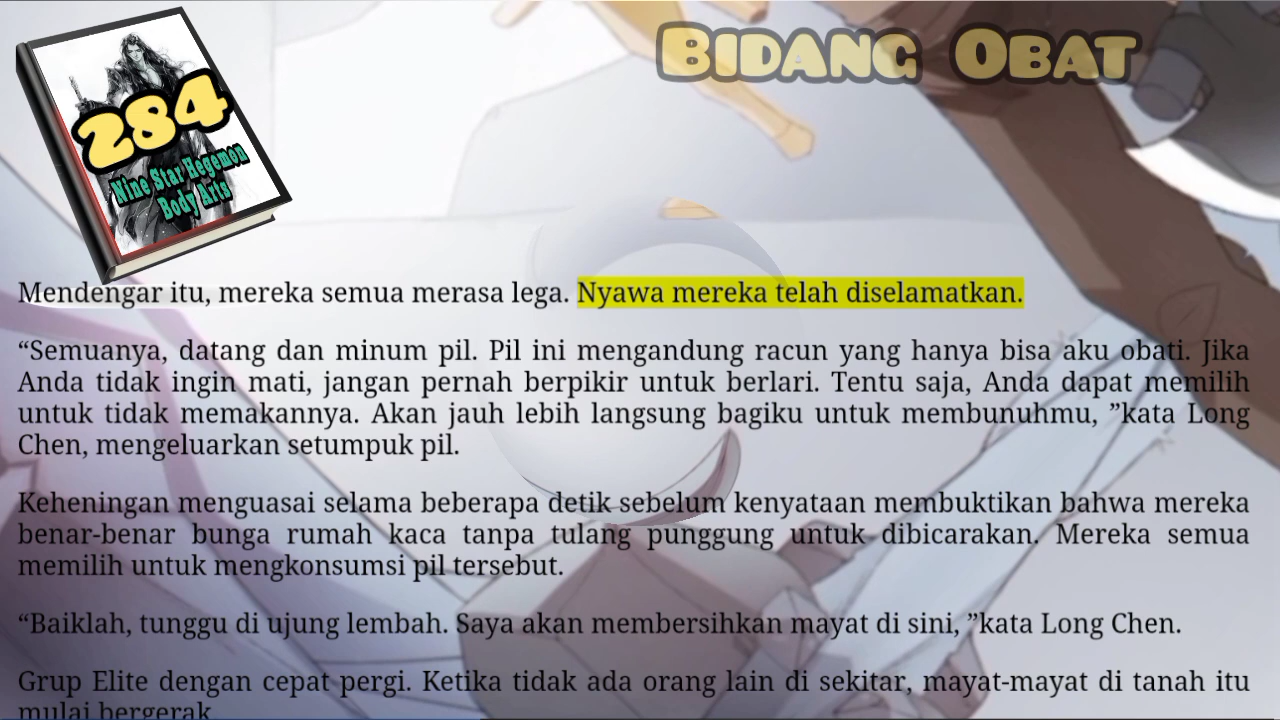 Bidang Obat
284
Nine Star Hegemon
Body Arts
Mendengar itu, mereka semua merasa lega. Nyawa mereka telah diselamatkan.
“Semuanya, datang dan minum pil. Pil ini mengandung racun yang hanya bisa aku obati. Jika
Anda tidak ingin mati, jangan pernah berpikir untuk berlari. Tentu saja, Anda dapat memilih
untuk tidak memakannya. Akan jauh lebih langsung bagiku untuk membunuhmu, ”kata Long
Chen, mengeluarkan setumpuk pil.
Keheningan menguasai selama beberapa detik sebelum kenyataan membuktikan bahwa mereka
benar-benar bunga rumah kaca tanpa tulang punggung untuk dibicarakan. Mereka semua
memilih untuk mengkonsumsi pil tersebut.
“Baiklah, tunggu di ujung lembah. Saya akan membersihkan mayat di sini, ”kata Long Chen.
Grup Elite dengan cepat pergi. Ketika tidak ada orang lain di sekitar, mayat-mayat di tanah itu
mulai bergerak